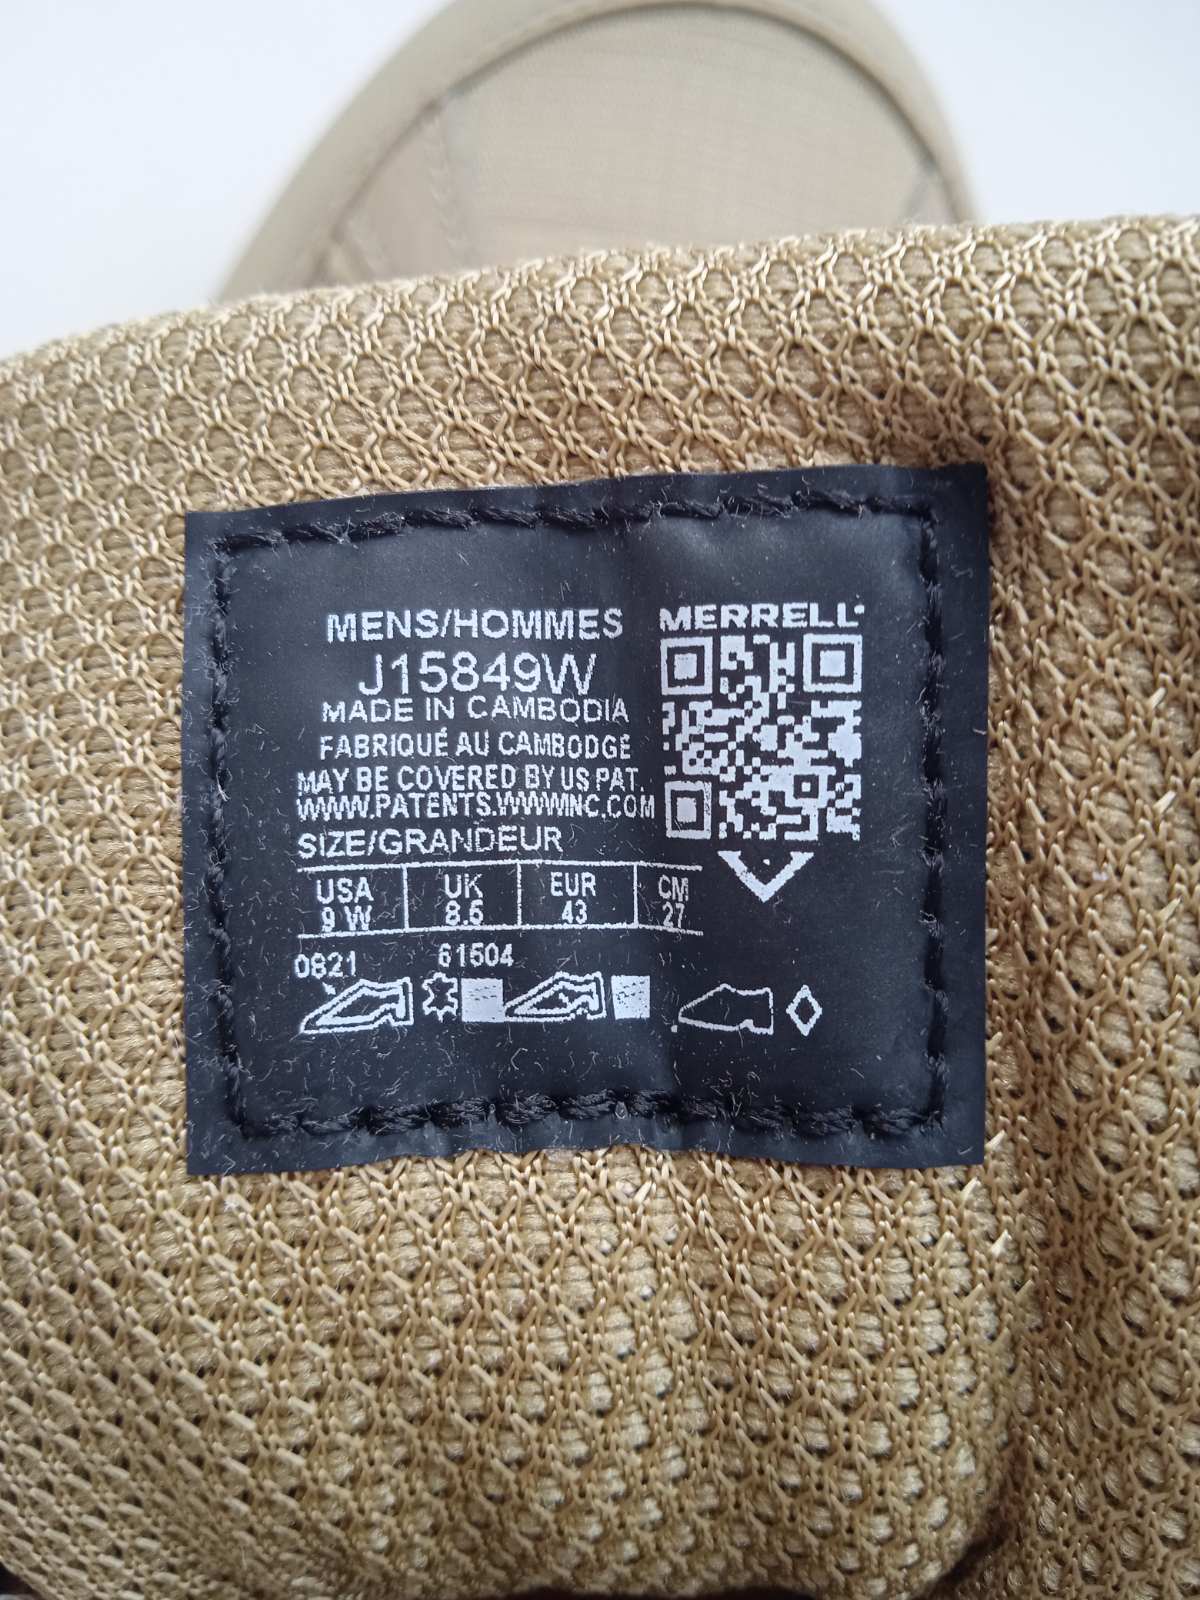 MENS/HOMMES
J15849W
MADE IN CAMBODIA
FABRIQUÉ AU CAMBODGE
MAY BE COVERED BY US PAT.
WWW.PATENTS.WWWINC.COM
SIZE/GRANDEUR
USA UK EUR CM
9 W 8.5 43 27
0821 61504
MERRELL